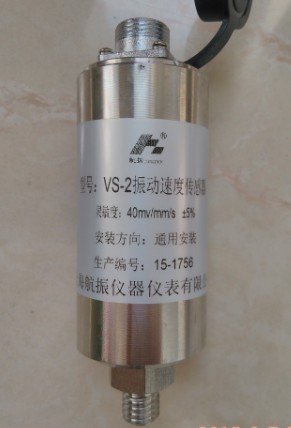 ®
航振
型号：VS-2振动速度传感器
灵敏度：40mv/mm/s ±5%
安装方向：通用安装
生产编号：15-1756
海航振仪器仪表有限